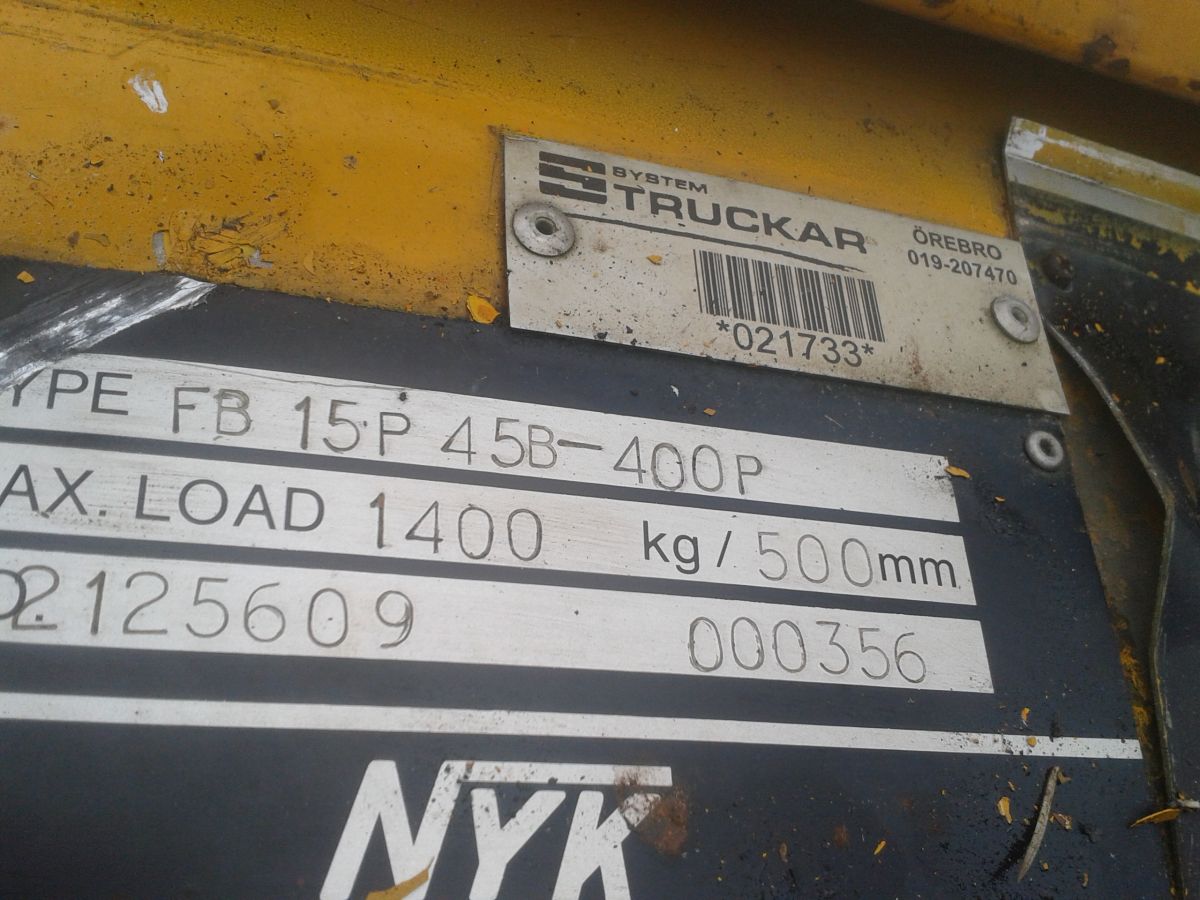 SYSTEM
TRUCKAR
ÖREBRO
019-207470
*021733*
YPE FB 15P 45B-400P
AX. LOAD 1400 kg/500mm
O. 2125609 000356
NYK